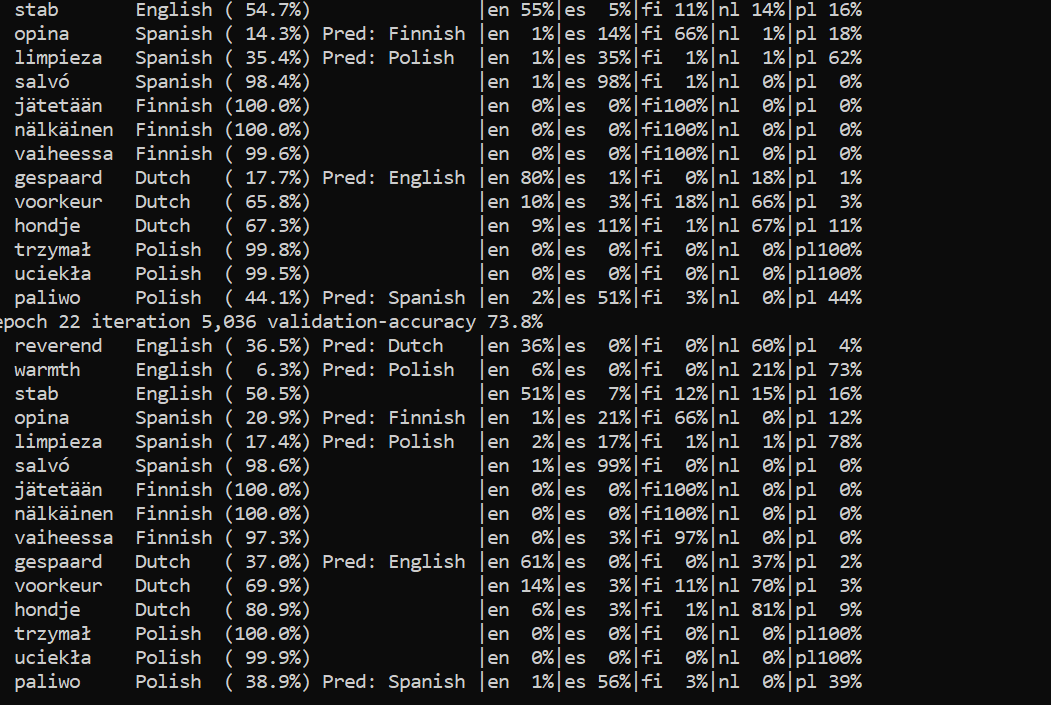 stab       English ( 54.7%)               |en 55%|es  5%|fi 11%|nl 14%|pl 16%
opina      Spanish ( 14.3%) Pred: Finnish |en  1%|es 14%|fi 66%|nl  1%|pl 18%
limpieza   Spanish ( 35.4%) Pred: Polish  |en  1%|es 35%|fi  1%|nl  1%|pl 62%
salvó      Spanish ( 98.4%)               |en  1%|es 98%|fi  1%|nl  0%|pl  0%
jätetään   Finnish (100.0%)               |en  0%|es  0%|fi100%|nl  0%|pl  0%
nälkäinen  Finnish (100.0%)               |en  0%|es  0%|fi100%|nl  0%|pl  0%
vaiheessa  Finnish ( 99.6%)               |en  0%|es  0%|fi100%|nl  0%|pl  0%
gespaard   Dutch   ( 17.7%) Pred: English |en 80%|es  1%|fi  0%|nl 18%|pl  1%
voorkeur   Dutch   ( 65.8%)               |en 10%|es  3%|fi 18%|nl 66%|pl  3%
hondje     Dutch   ( 67.3%)               |en  9%|es 11%|fi  1%|nl 67%|pl 11%
trzymał    Polish  ( 99.8%)               |en  0%|es  0%|fi  0%|nl  0%|pl100%
uciekła    Polish  ( 99.5%)               |en  0%|es  0%|fi  0%|nl  0%|pl100%
paliwo     Polish  ( 44.1%) Pred: Spanish |en  2%|es 51%|fi  3%|nl  0%|pl 44%
epoch 22 iteration 5,036 validation-accuracy 73.8%
reverend   English ( 36.5%) Pred: Dutch   |en 36%|es  0%|fi  0%|nl 60%|pl  4%
warmth     English (  6.3%) Pred: Polish  |en  6%|es  0%|fi  0%|nl 21%|pl 73%
stab       English ( 50.5%)               |en 51%|es  7%|fi 12%|nl 15%|pl 16%
opina      Spanish ( 20.9%) Pred: Finnish |en  1%|es 21%|fi 66%|nl  0%|pl 12%
limpieza   Spanish ( 17.4%) Pred: Polish  |en  2%|es 17%|fi  1%|nl  1%|pl 78%
salvó      Spanish ( 98.6%)               |en  1%|es 99%|fi  0%|nl  0%|pl  0%
jätetään   Finnish (100.0%)               |en  0%|es  0%|fi100%|nl  0%|pl  0%
nälkäinen  Finnish (100.0%)               |en  0%|es  0%|fi100%|nl  0%|pl  0%
vaiheessa  Finnish ( 97.3%)               |en  0%|es  3%|fi 97%|nl  0%|pl  0%
gespaard   Dutch   ( 37.0%) Pred: English |en 61%|es  0%|fi  0%|nl 37%|pl  2%
voorkeur   Dutch   ( 69.9%)               |en 14%|es  3%|fi 11%|nl 70%|pl  3%
hondje     Dutch   ( 80.9%)               |en  6%|es  3%|fi  1%|nl 81%|pl  9%
trzymał    Polish  (100.0%)               |en  0%|es  0%|fi  0%|nl  0%|pl100%
uciekła    Polish  ( 99.9%)               |en  0%|es  0%|fi  0%|nl  0%|pl100%
paliwo     Polish  ( 38.9%) Pred: Spanish |en  1%|es 56%|fi  3%|nl  0%|pl 39%